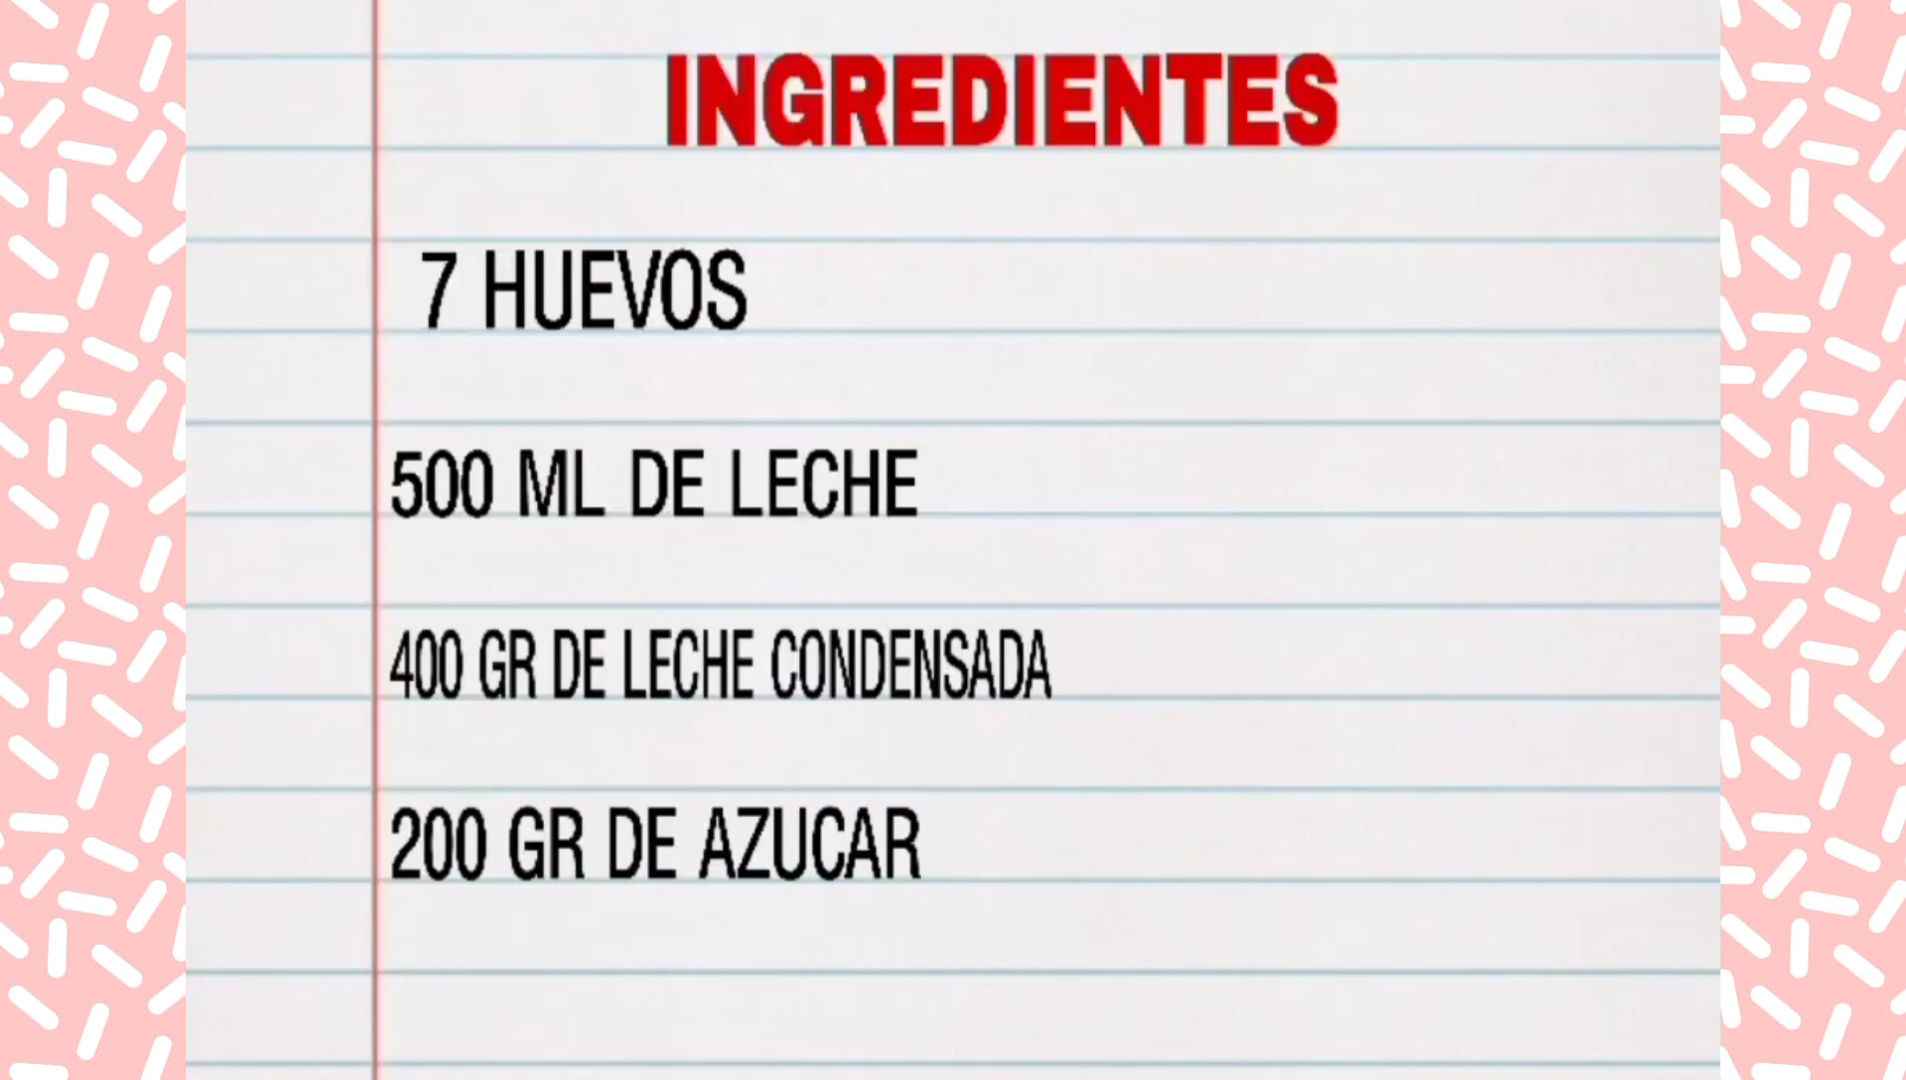 INGREDIENTES
7 HUEVOS
500 ML DE LECHE
400 GR DE LECHE CONDENSADA
200 GR DE AZUCAR